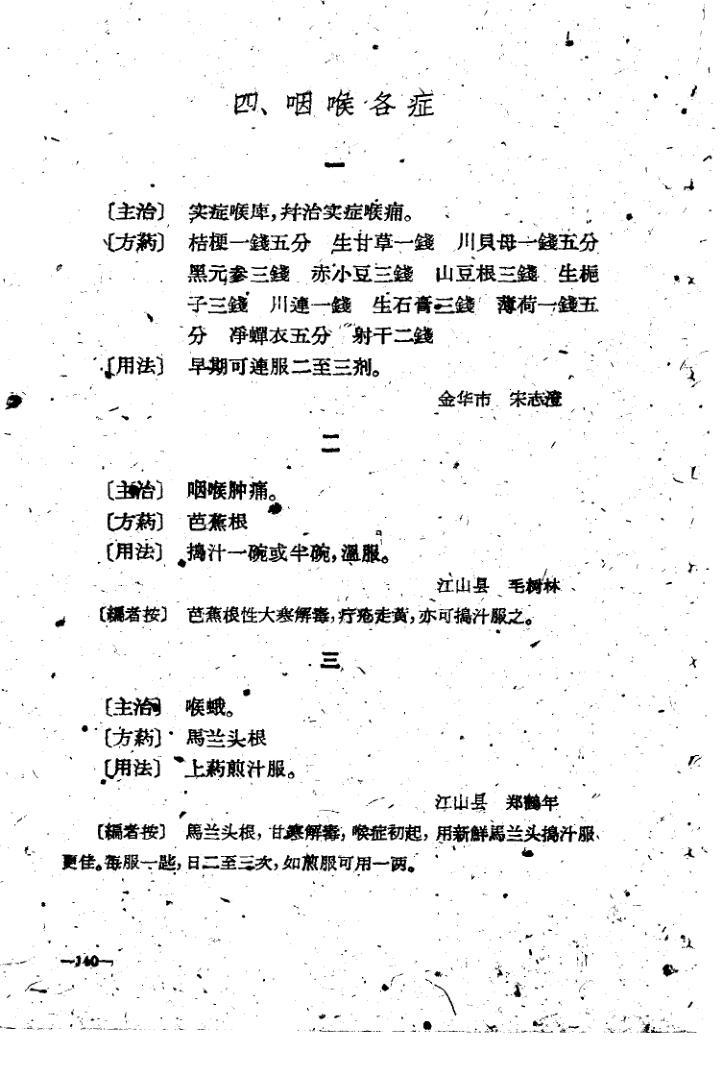 四、咽喉各症
一
〔主治〕 实症喉痺，并治实症喉痛。
〔方葯〕 桔梗一錢五分 生甘草一錢 川貝母一錢五分
黑元参三錢 赤小豆三錢 山豆根三錢 生梔
子三錢 川連一錢 生石膏三錢 薄荷一錢五
分 凈蟬衣五分 射干二錢
〔用法〕 早期可連服二至三剂。
金华市 宋志澄
二
〔主治〕 咽喉肿痛。
〔方葯〕 芭蕉根
〔用法〕 搗汁一碗或半碗，溫服。
江山县 毛树林
〔編者按〕 芭蕉根性大寒解毒，疔疮走黄，亦可搗汁服之。
三
〔主治〕 喉蛾。
〔方葯〕 馬兰头根
〔用法〕 上葯煎汁服。
江山县 郑鶴年
〔編者按〕 馬兰头根，甘寒解毒，喉症初起，用新鮮馬兰头搗汁服
更佳。每服一匙，日二至三次，如煎服可用一两。
—140—